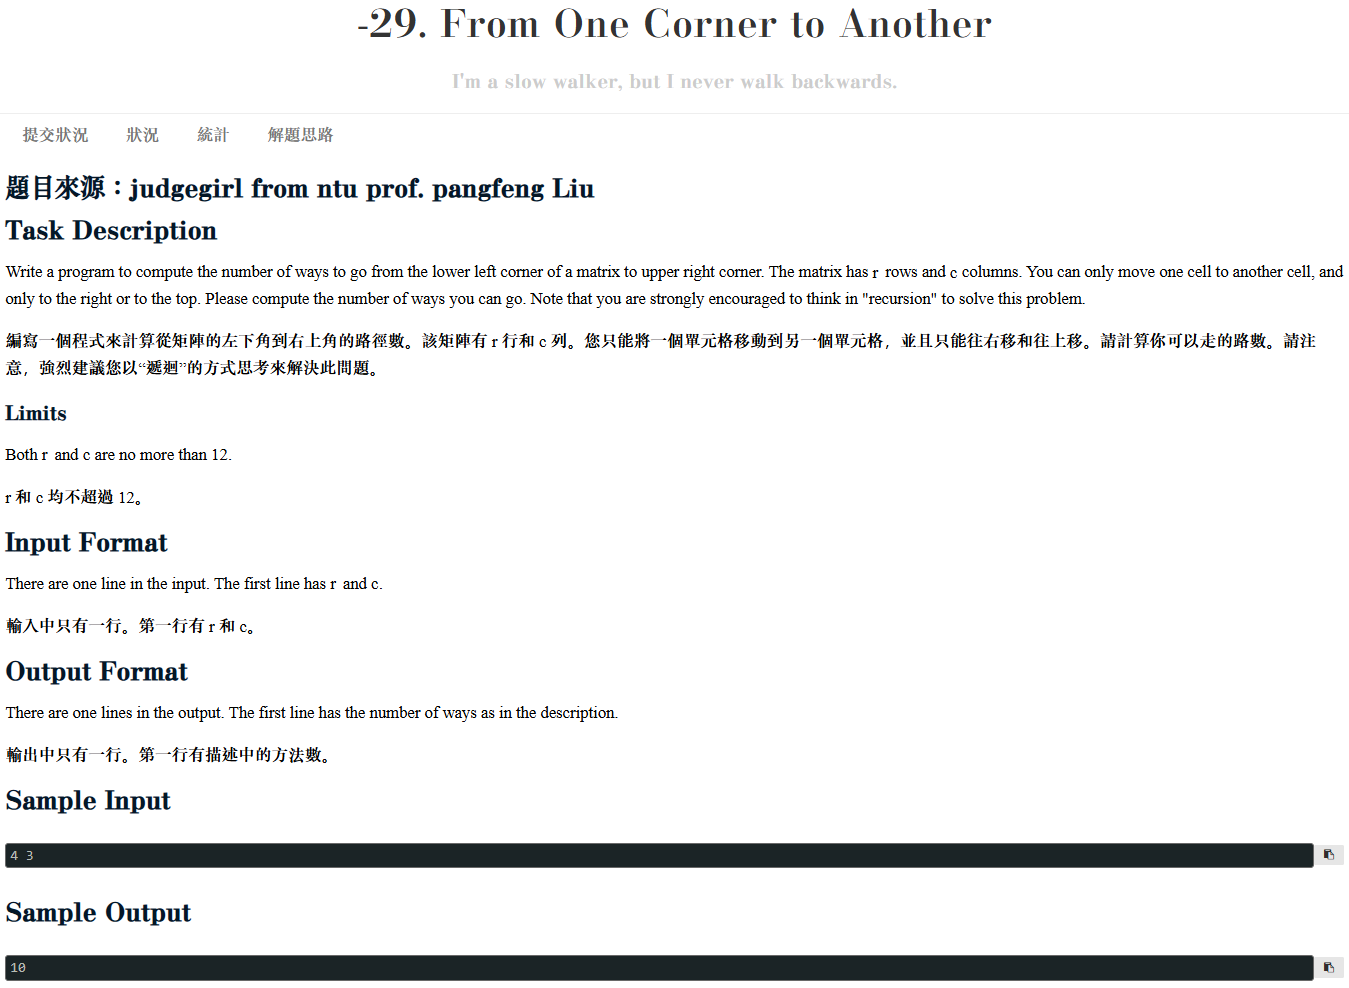 -29. From One Corner to Another
I'm a slow walker, but I never walk backwards.
提交狀況 狀況 統計 解題思路
題目來源：judgegirl from ntu prof. pangfeng Liu
Task Description
Write a program to compute the number of ways to go from the lower left corner of a matrix to upper right corner. The matrix has r rows and c columns. You can only move one cell to another cell, and
only to the right or to the top. Please compute the number of ways you can go. Note that you are strongly encouraged to think in "recursion" to solve this problem.
編寫一個程式來計算從矩陣的左下角到右上角的路徑數。該矩陣有 r 行和 c 列。您只能將一個單元格移動到另一個單元格，並且只能往右移和往上移。請計算你可以走的路數。請注
意，強烈建議您以“遞迴”的方式思考來解決此問題。
Limits
Both r and c are no more than 12.
r 和 c 均不超過 12。
Input Format
There are one line in the input. The first line has r and c.
輸入中只有一行。第一行有 r 和 c。
Output Format
There are one lines in the output. The first line has the number of ways as in the description.
輸出中只有一行。第一行有描述中的方法數。
Sample Input
4 3
Sample Output
10